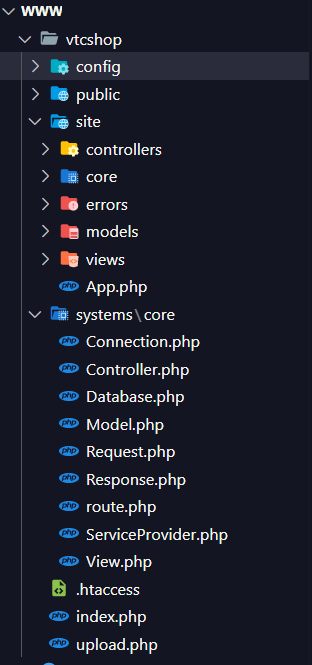 WWW
vtcshop
config
public
site
controllers
core
errors
models
views
App.php
systems\core
Connection.php
Controller.php
Database.php
Model.php
Request.php
Response.php
route.php
ServiceProvider.php
View.php
.htaccess
index.php
upload.php